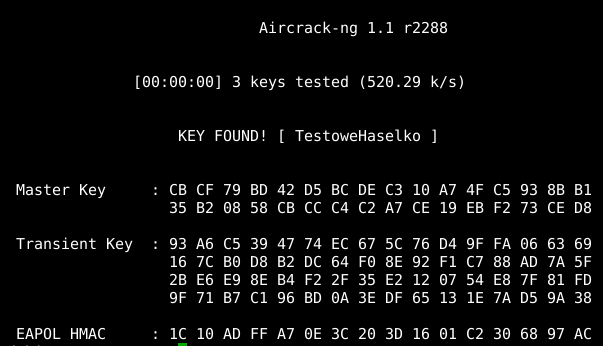 Aircrack-ng 1.1 r2288
[00:00:00] 3 keys tested (520.29 k/s)
KEY FOUND! [ TestoweHaselko ]
Master Key : CB CF 79 BD 42 D5 BC DE C3 10 A7 4F C5 93 8B B1
35 B2 08 58 CB CC C4 C2 A7 CE 19 EB F2 73 CE D8
Transient Key : 93 A6 C5 39 47 74 EC 67 5C 76 D4 9F FA 06 63 69
16 7C B0 D8 B2 DC 64 F0 8E 92 F1 C7 88 AD 7A 5F
2B E6 E9 8E B4 F2 2F 35 E2 12 07 54 E8 7F 81 FD
9F 71 B7 C1 96 BD 0A 3E DF 65 13 1E 7A D5 9A 38
EAPOL HMAC : 1C 10 AD FF A7 0E 3C 20 3D 16 01 C2 30 68 97 AC